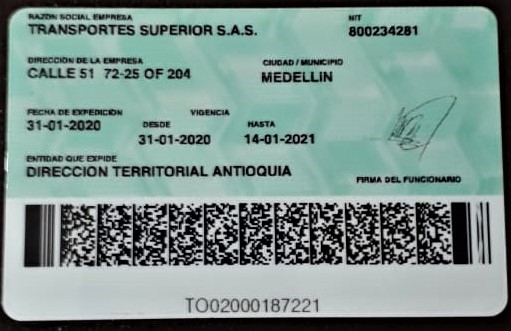 RAZON SOCIAL EMPRESA NIT
TRANSPORTES SUPERIOR S.A.S. 800234281
DIRECCIÓN DE LA EMPRESA CIUDAD / MUNICIPIO
CALLE 51 72-25 OF 204 MEDELLIN
FECHA DE EXPEDICIÓN VIGENCIA
31-01-2020 DESDE HASTA
31-01-2020 14-01-2021
ENTIDAD QUE EXPIDE
DIRECCION TERRITORIAL ANTIOQUIA
FIRMA DEL FUNCIONARIO
TO02000187221